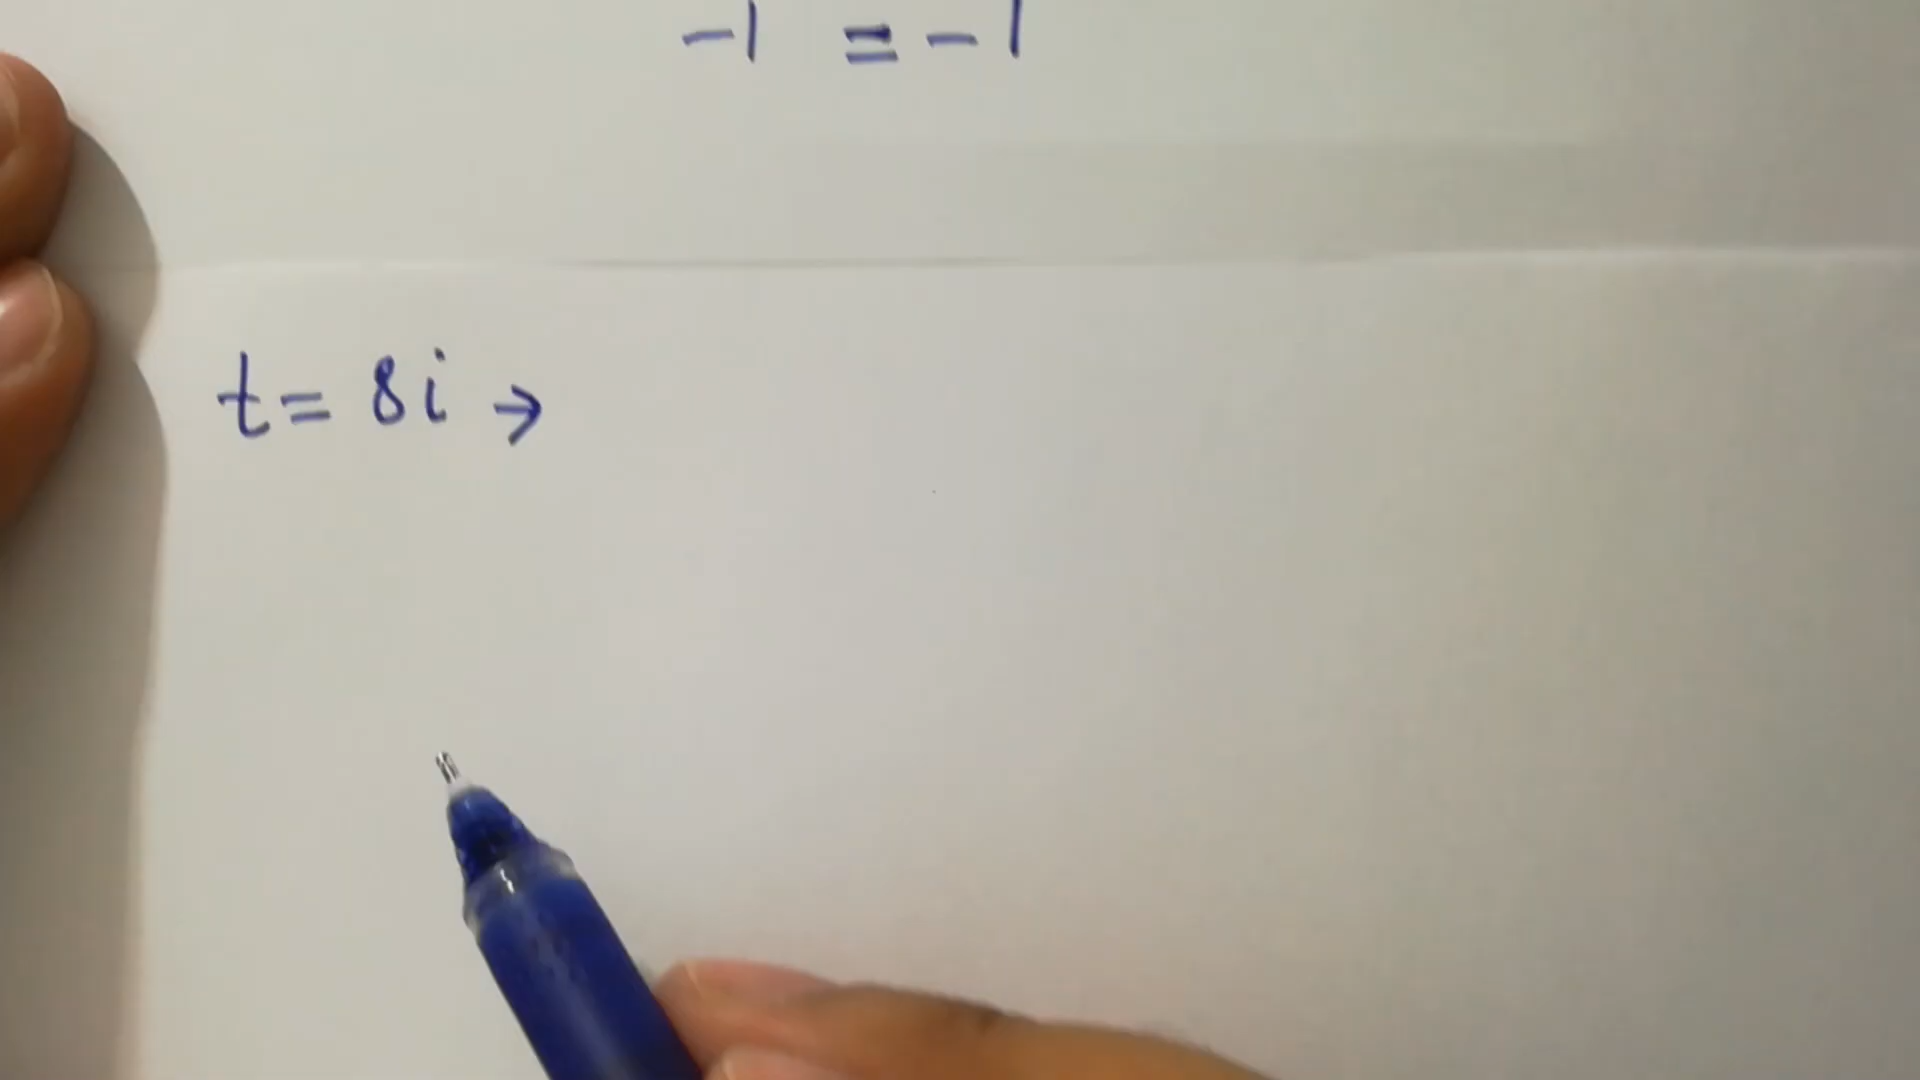 -1 = -1
t = 8i →